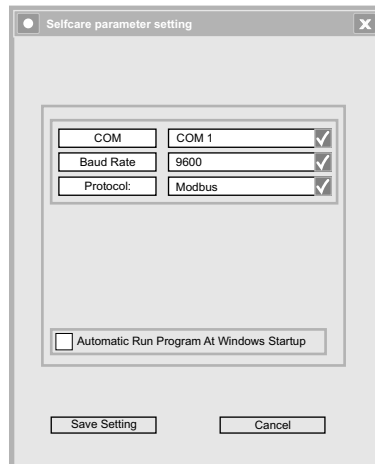 Selfcare parameter setting
COM COM 1
Baud Rate 9600
Protocol: Modbus
Automatic Run Program At Windows Startup
Save Setting Cancel